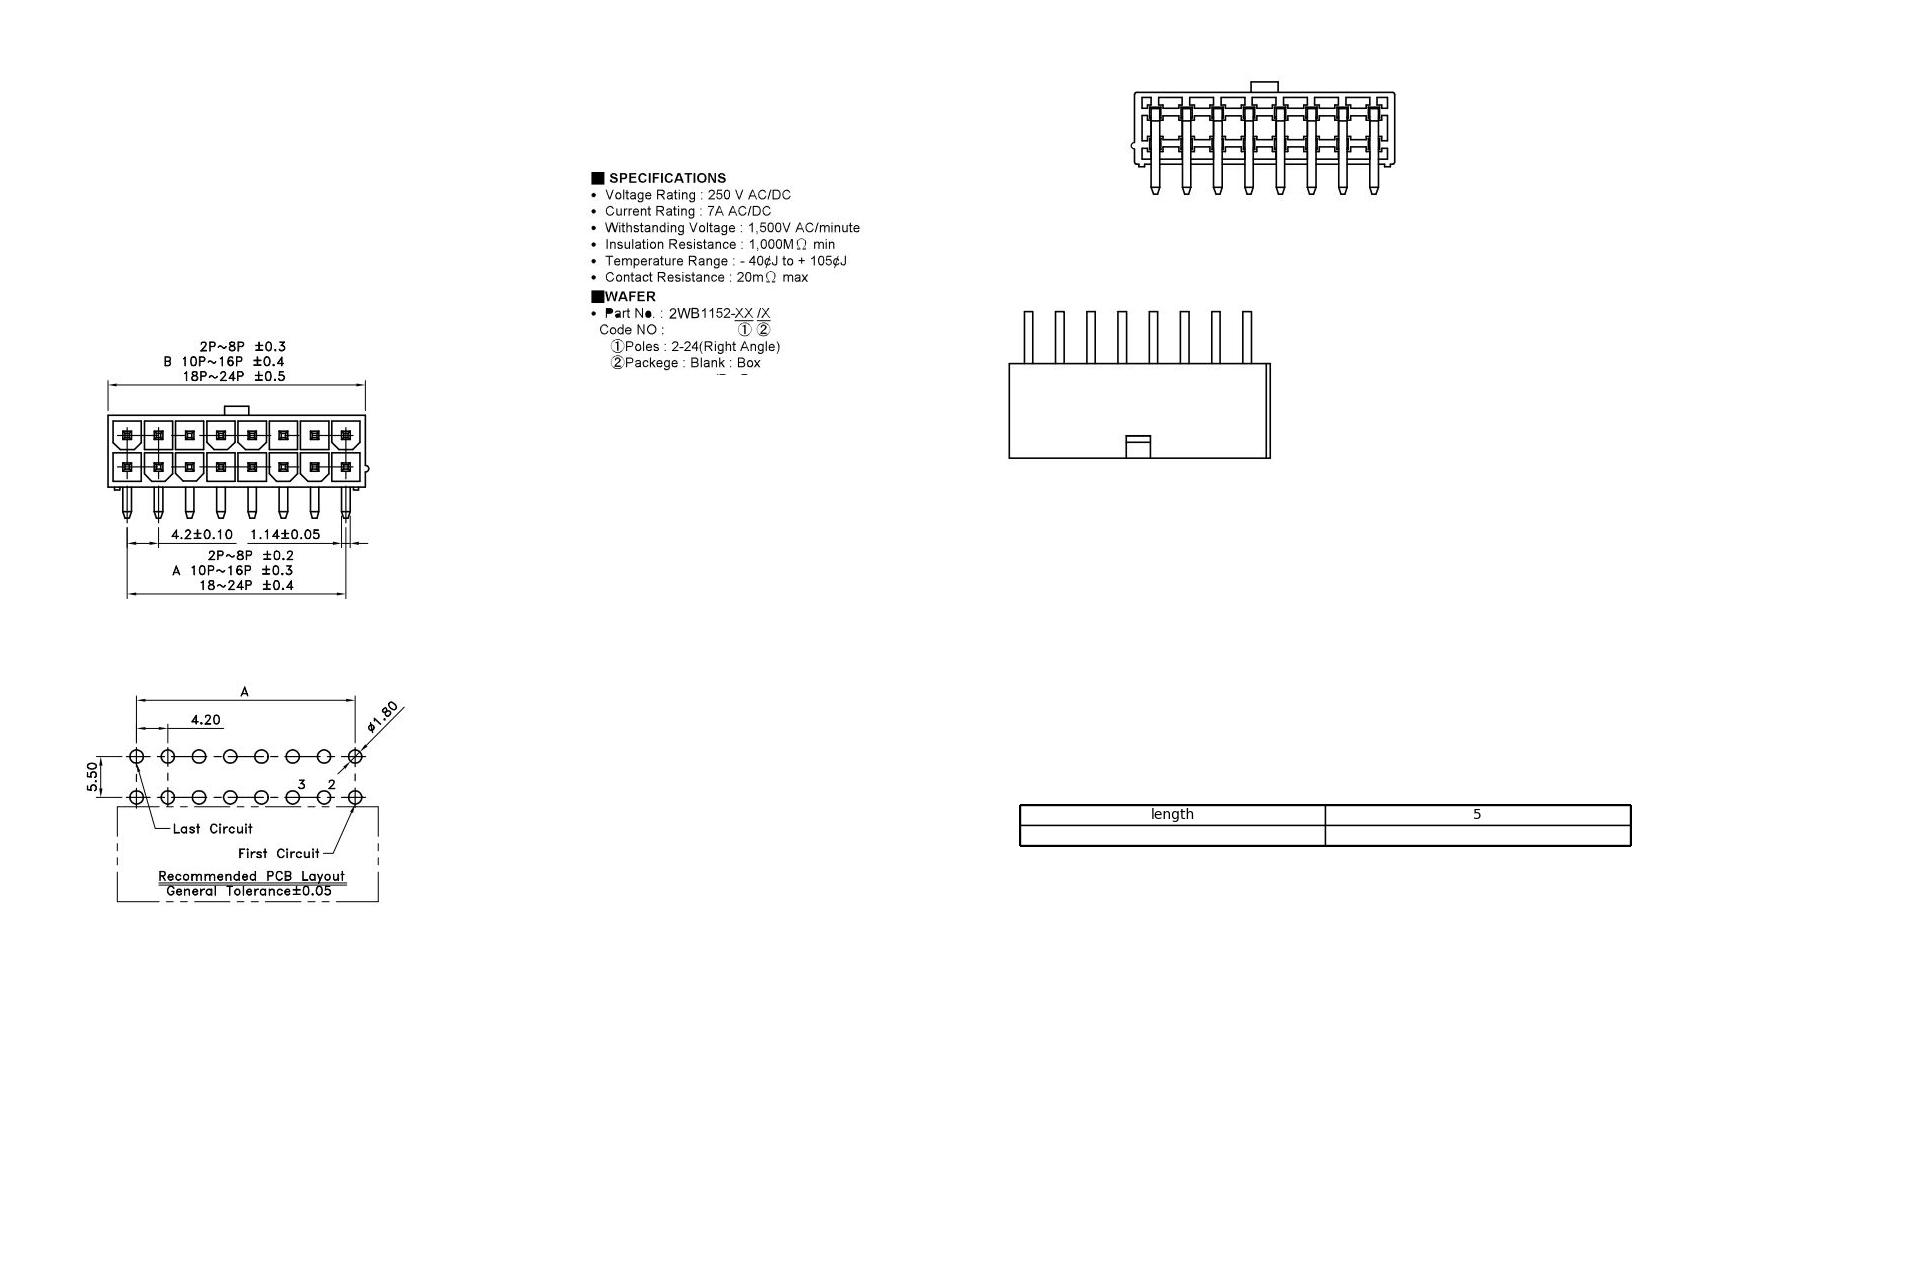 ■ SPECIFICATIONS
• Voltage Rating : 250 V AC/DC
• Current Rating : 7A AC/DC
• Withstanding Voltage : 1,500V AC/minute
• Insulation Resistance : 1,000MΩ min
• Temperature Range : - 40¢J to + 105¢J
• Contact Resistance : 20mΩ max
■WAFER
• Part No. : 2WB1152-XX /X
Code NO : ① ②
①Poles : 2-24(Right Angle)
②Packege : Blank : Box
2P~8P ±0.3
B 10P~16P ±0.4
18P~24P ±0.5
4.2±0.10 1.14±0.05
2P~8P ±0.2
A 10P~16P ±0.3
18~24P ±0.4
A
4.20
ø1.80
5.50
3 2
Last Circuit
First Circuit
Recommended PCB Layout
General Tolerance±0.05
length 5